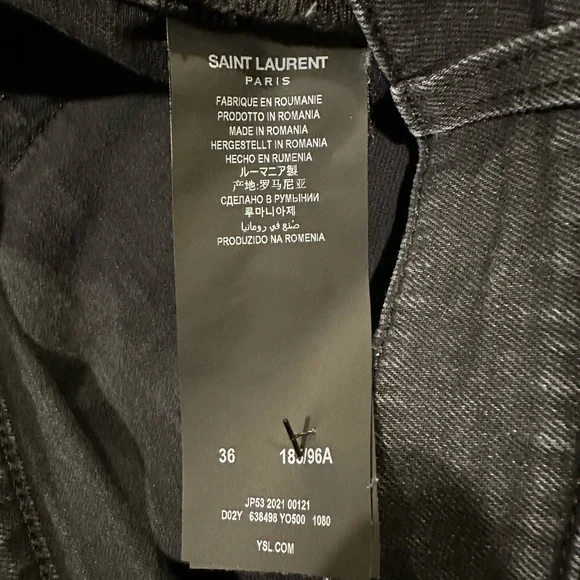 SAINT LAURENT
PARIS
FABRIQUE EN ROUMANIE
PRODOTTO IN ROMANIA
MADE IN ROMANIA
HERGESTELLT IN ROMANIA
HECHO EN RUMENIA
ルーマニア製
产地:罗马尼亚
СДЕЛАНО В РУМЫНИИ
루마니아제
صنع في رومانيا
PRODUZIDO NA ROMENIA
36
JP53 2021 00121
D02Y 638498 YO500 1080
YSL.COM